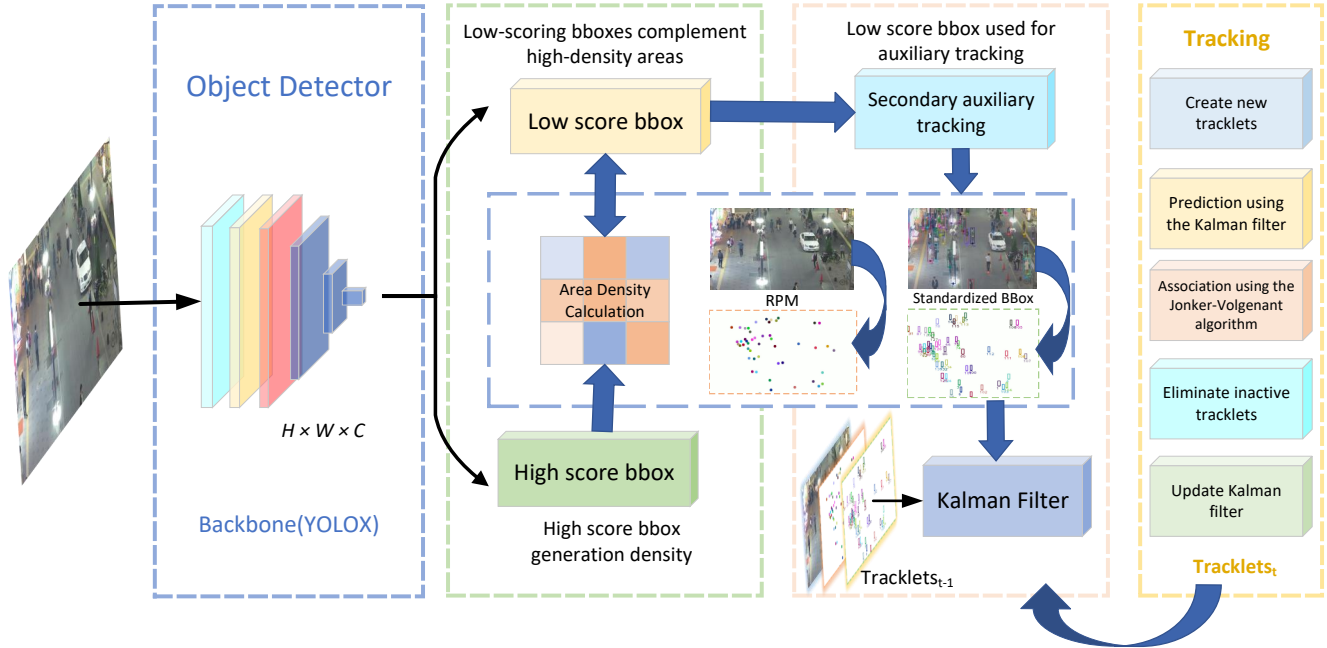 Object Detector
H × W × C
Backbone(YOLOX)
Low-scoring bboxes complement
high-density areas
Low score bbox
Area Density
Calculation
High score bbox
High score bbox
generation density
Low score bbox used for
auxiliary tracking
Secondary auxiliary
tracking
RPM
Standardized BBox
Kalman Filter
Tracklets t-1
Tracking
Create new
tracklets
Prediction using
the Kalman filter
Association using the
Jonker-Volgenant
algorithm
Eliminate inactive
tracklets
Update Kalman
filter
Tracklets t